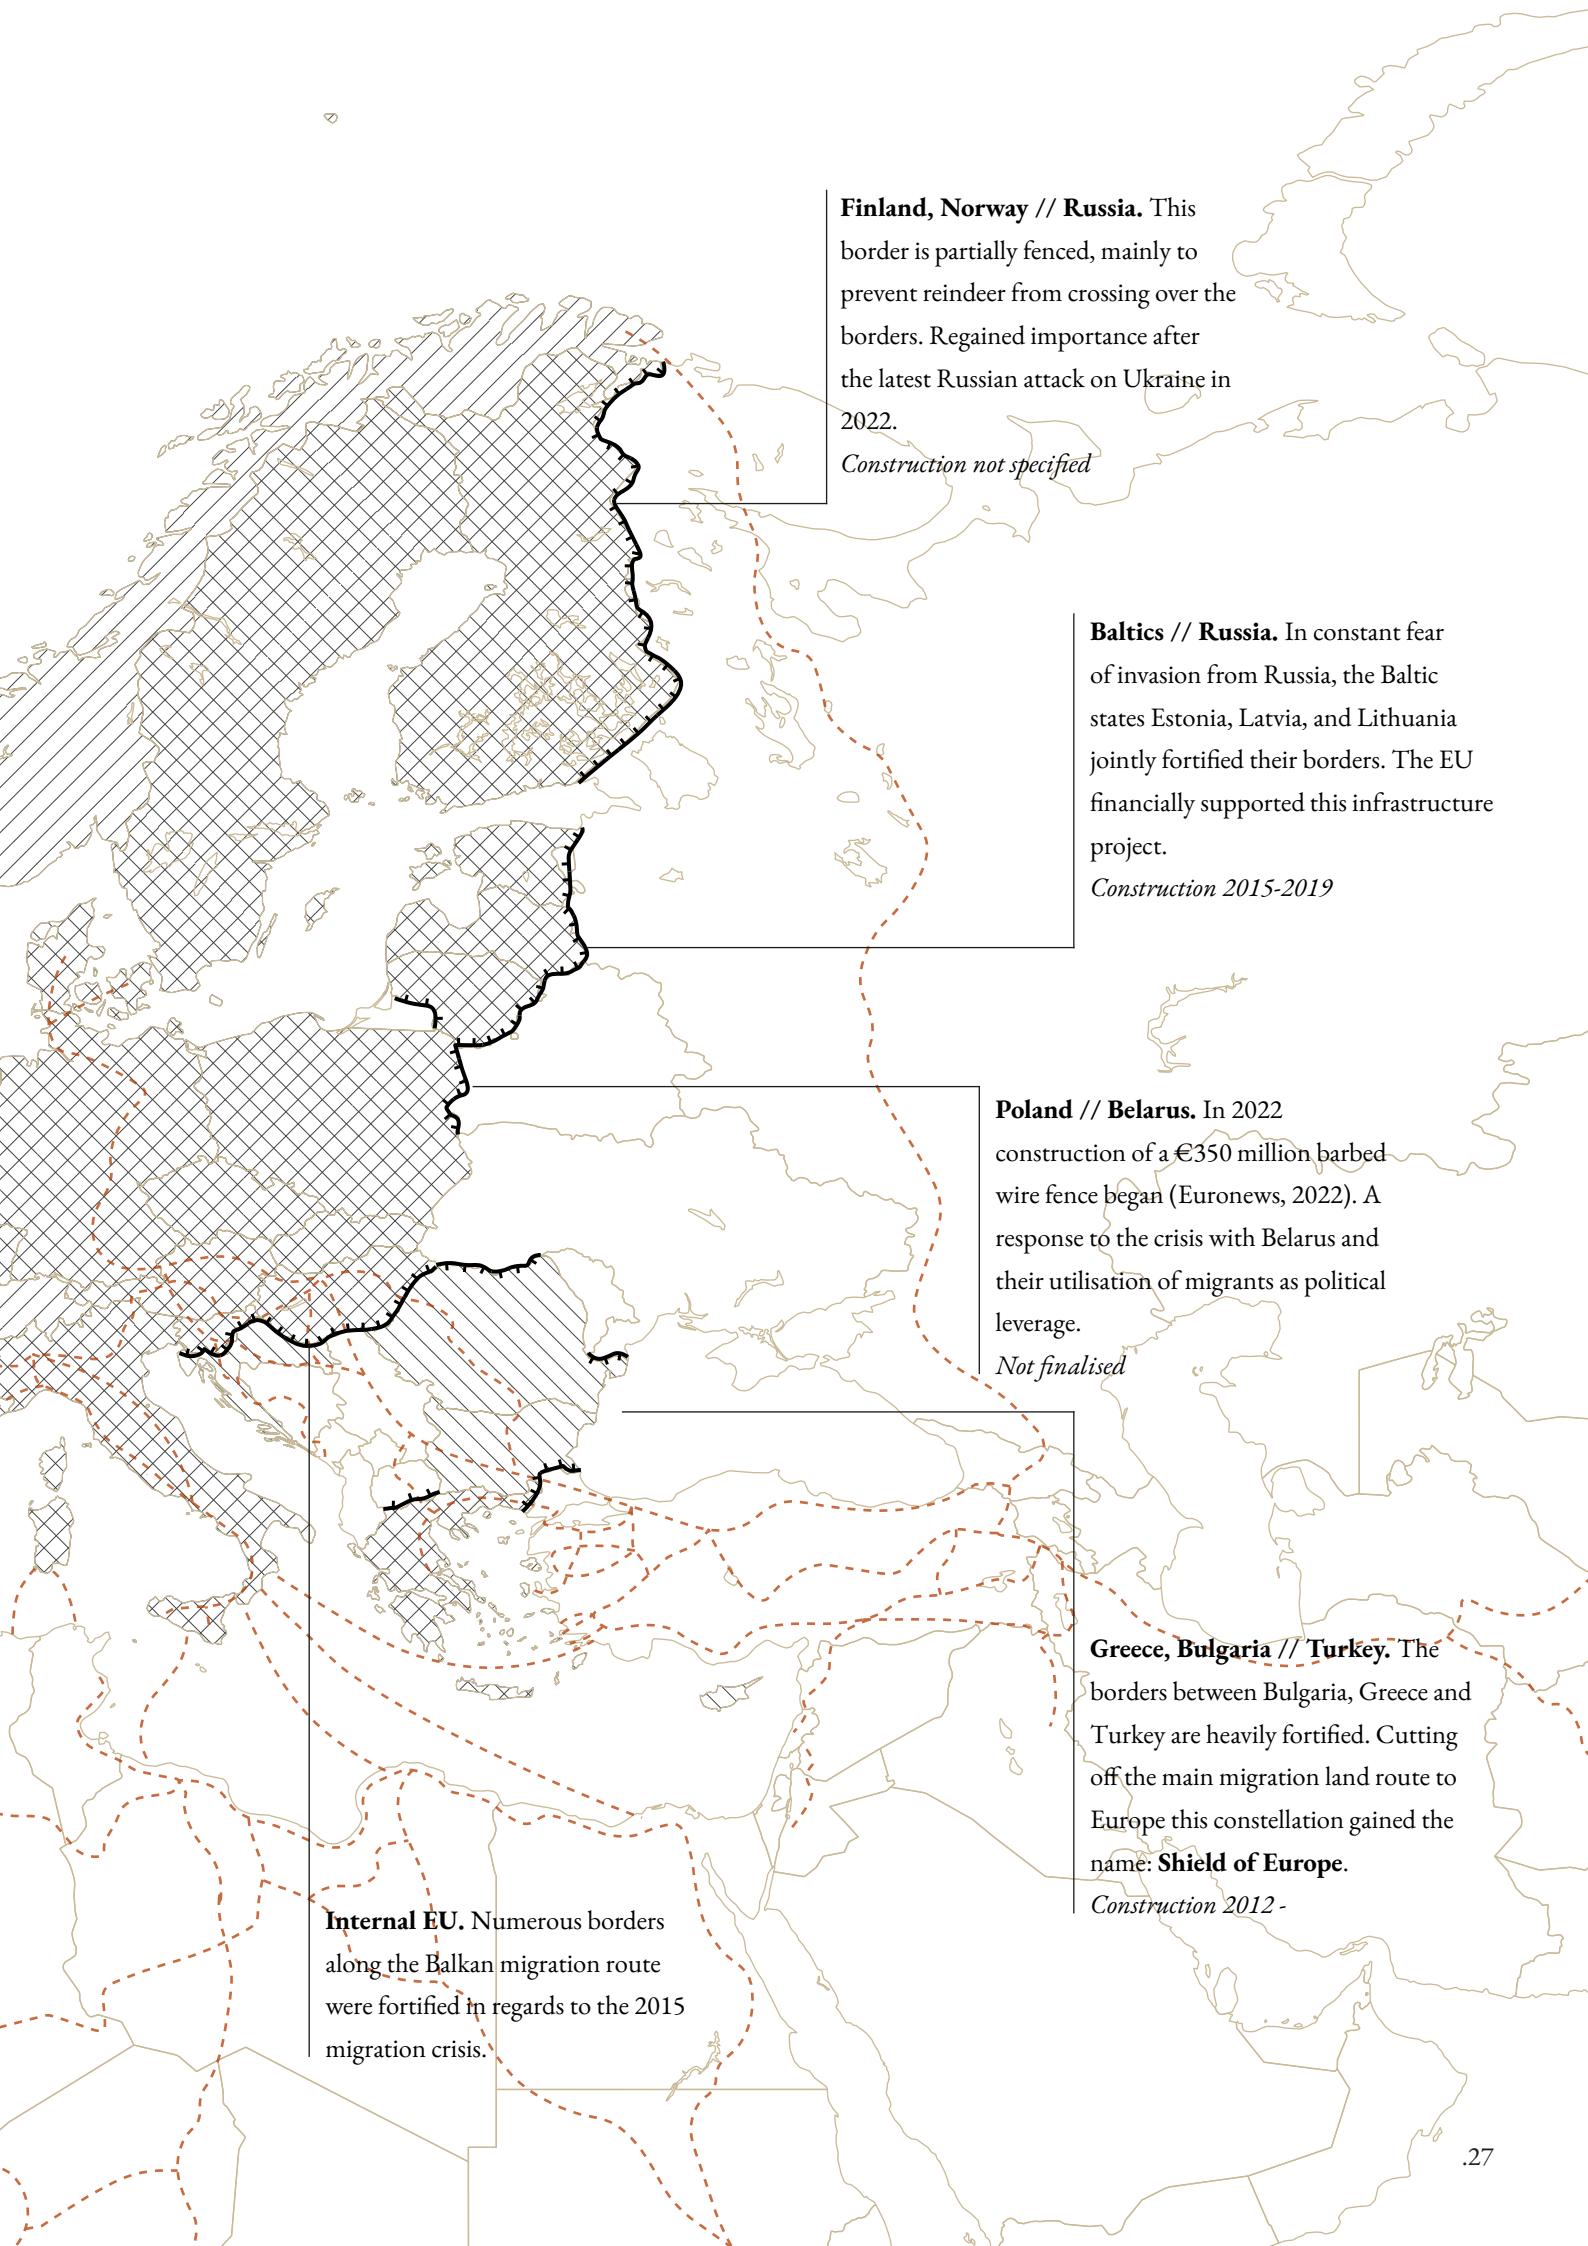 Finland, Norway // Russia. This
border is partially fenced, mainly to
prevent reindeer from crossing over the
borders. Regained importance after
the latest Russian attack on Ukraine in
2022.
Construction not specified
Baltics // Russia. In constant fear
of invasion from Russia, the Baltic
states Estonia, Latvia, and Lithuania
jointly fortified their borders. The EU
financially supported this infrastructure
project.
Construction 2015-2019
Poland // Belarus. In 2022
construction of a €350 million barbed
wire fence began (Euronews, 2022). A
response to the crisis with Belarus and
their utilisation of migrants as political
leverage.
Not finalised
Greece, Bulgaria // Turkey. The
borders between Bulgaria, Greece and
Turkey are heavily fortified. Cutting
off the main migration land route to
Europe this constellation gained the
name: Shield of Europe.
Construction 2012 -
Internal EU. Numerous borders
along the Balkan migration route
were fortified in regards to the 2015
migration crisis.
.27